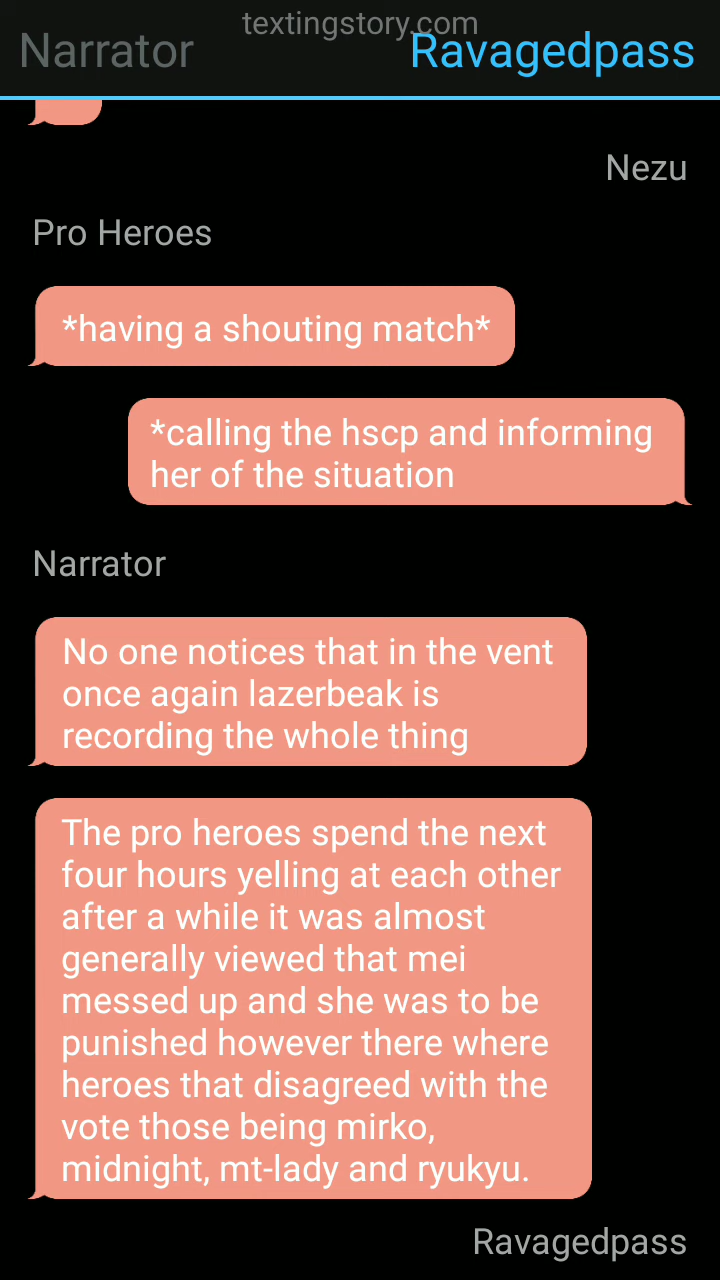 textingstory.com
Narrator
Ravagedpass
Nezu
Pro Heroes
*having a shouting match*
*calling the hscp and informing
her of the situation
Narrator
No one notices that in the vent
once again lazerbeak is
recording the whole thing
The pro heroes spend the next
four hours yelling at each other
after a while it was almost
generally viewed that mei
messed up and she was to be
punished however there where
heroes that disagreed with the
vote those being mirko,
midnight, mt-lady and ryukyu.
Ravagedpass